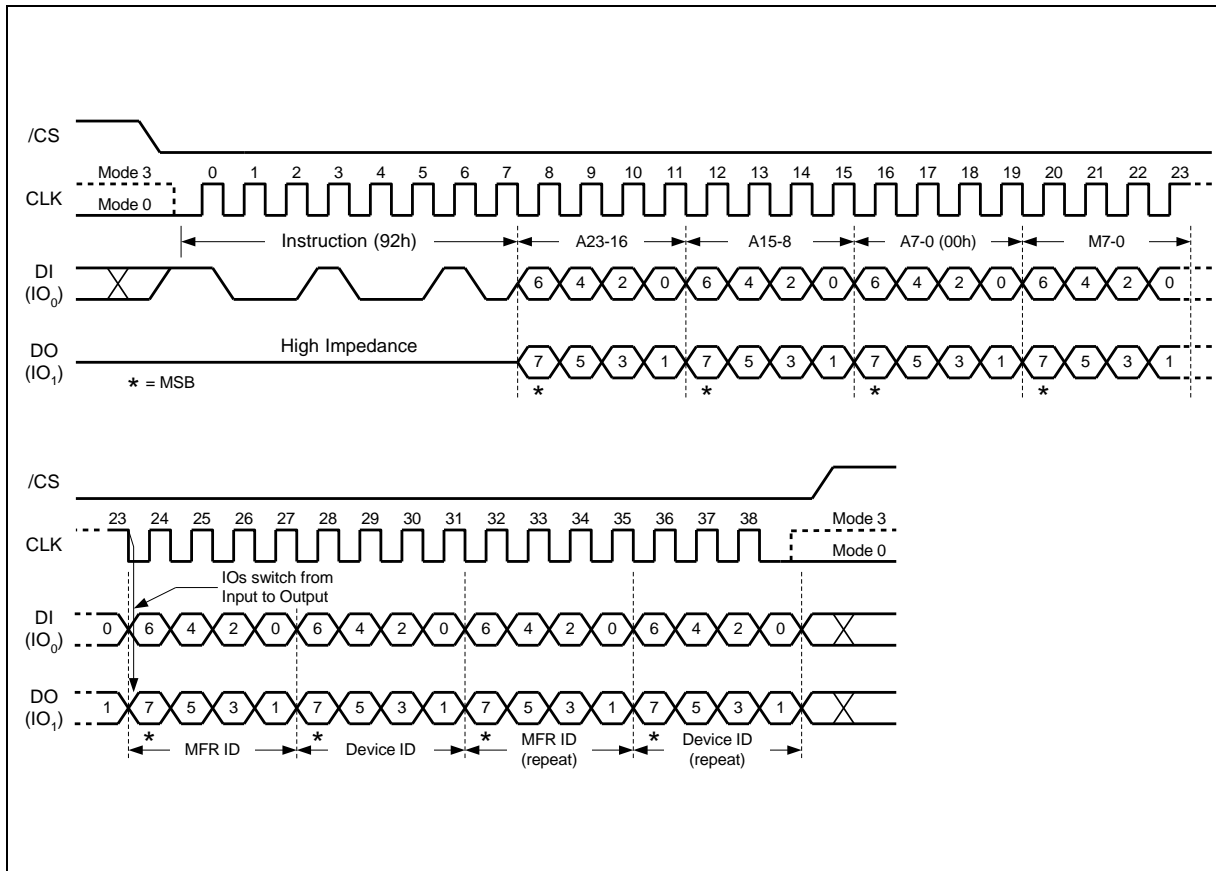 /CS
Mode 3
0 1 2 3 4 5 6 7 8 9 10 11 12 13 14 15 16 17 18 19 20 21 22 23
CLK
Mode 0
Instruction (92h) A23-16 A15-8 A7-0 (00h) M7-0
DI
(IO0)
6 4 2 0 6 4 2 0 6 4 2 0 6 4 2 0
High Impedance
DO
(IO1)
7 5 3 1 7 5 3 1 7 5 3 1 7 5 3 1
* = MSB
* * * *
/CS
23 24 25 26 27 28 29 30 31 32 33 34 35 36 37 38
Mode 3
CLK
Mode 0
IOs switch from
Input to Output
DI
(IO0)
0 6 4 2 0 6 4 2 0 6 4 2 0 6 4 2 0
DO
(IO1)
1 7 5 3 1 7 5 3 1 7 5 3 1 7 5 3 1
* * * *
MFR ID Device ID MFR ID
(repeat)
Device ID
(repeat)